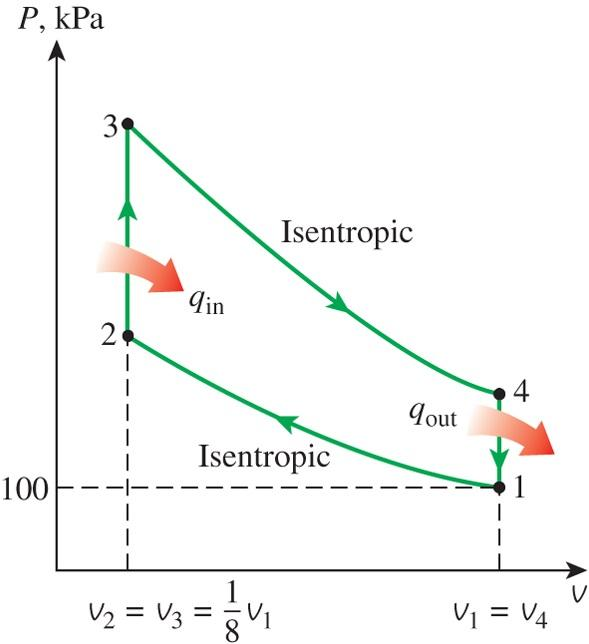 P, kPa
3
Isentropic
q_in
2
4
q_out
Isentropic
100
1
v
v₂ = v₃ = 1/8 v₁
v₁ = v₄